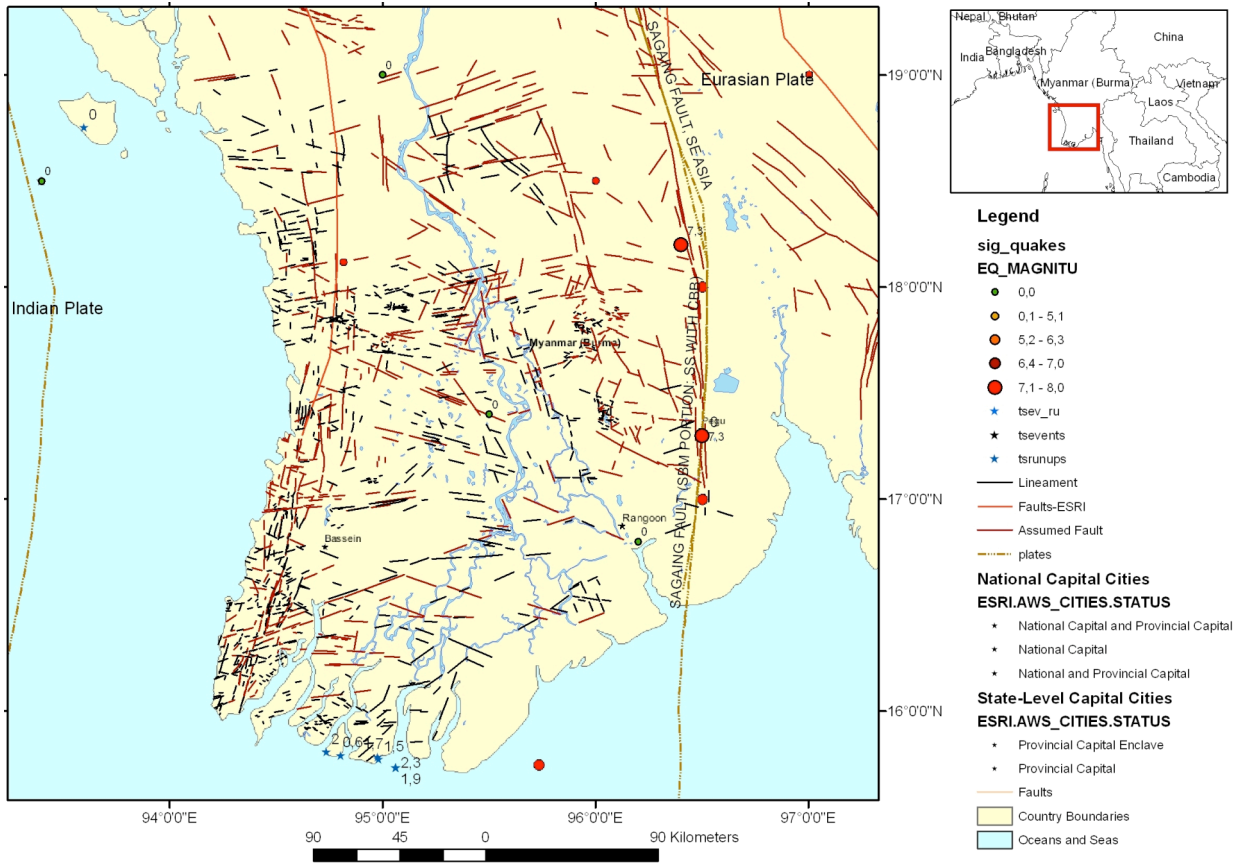 0
0
0
Indian Plate
Eurasian Plate
SAGAING FAULT, SE ASIA
7,3
SAGAING FAULT (SBM PORTION, SS WITH CBB)
Myanmar (Burma)
0
7,3
Rangoon
0
Bassein
2
1,5
2,3
1,9
19°0'0"N
18°0'0"N
17°0'0"N
16°0'0"N
94°0'0"E
95°0'0"E
96°0'0"E
97°0'0"E
90
45
0
90 Kilometers
Nepal
Bhutan
China
India
Bangladesh
Myanmar (Burma)
Vietnam
Laos
Thailand
Cambodia
Legend
sig_quakes
EQ_MAGNITU
0,0
0,1 - 5,1
5,2 - 6,3
6,4 - 7,0
7,1 - 8,0
tsev_ru
tsevents
tsrunups
Lineament
Faults-ESRI
Assumed Fault
plates
National Capital Cities
ESRI.AWS_CITIES.STATUS
National Capital and Provincial Capital
National Capital
National and Provincial Capital
State-Level Capital Cities
ESRI.AWS_CITIES.STATUS
Provincial Capital Enclave
Provincial Capital
Faults
Country Boundaries
Oceans and Seas